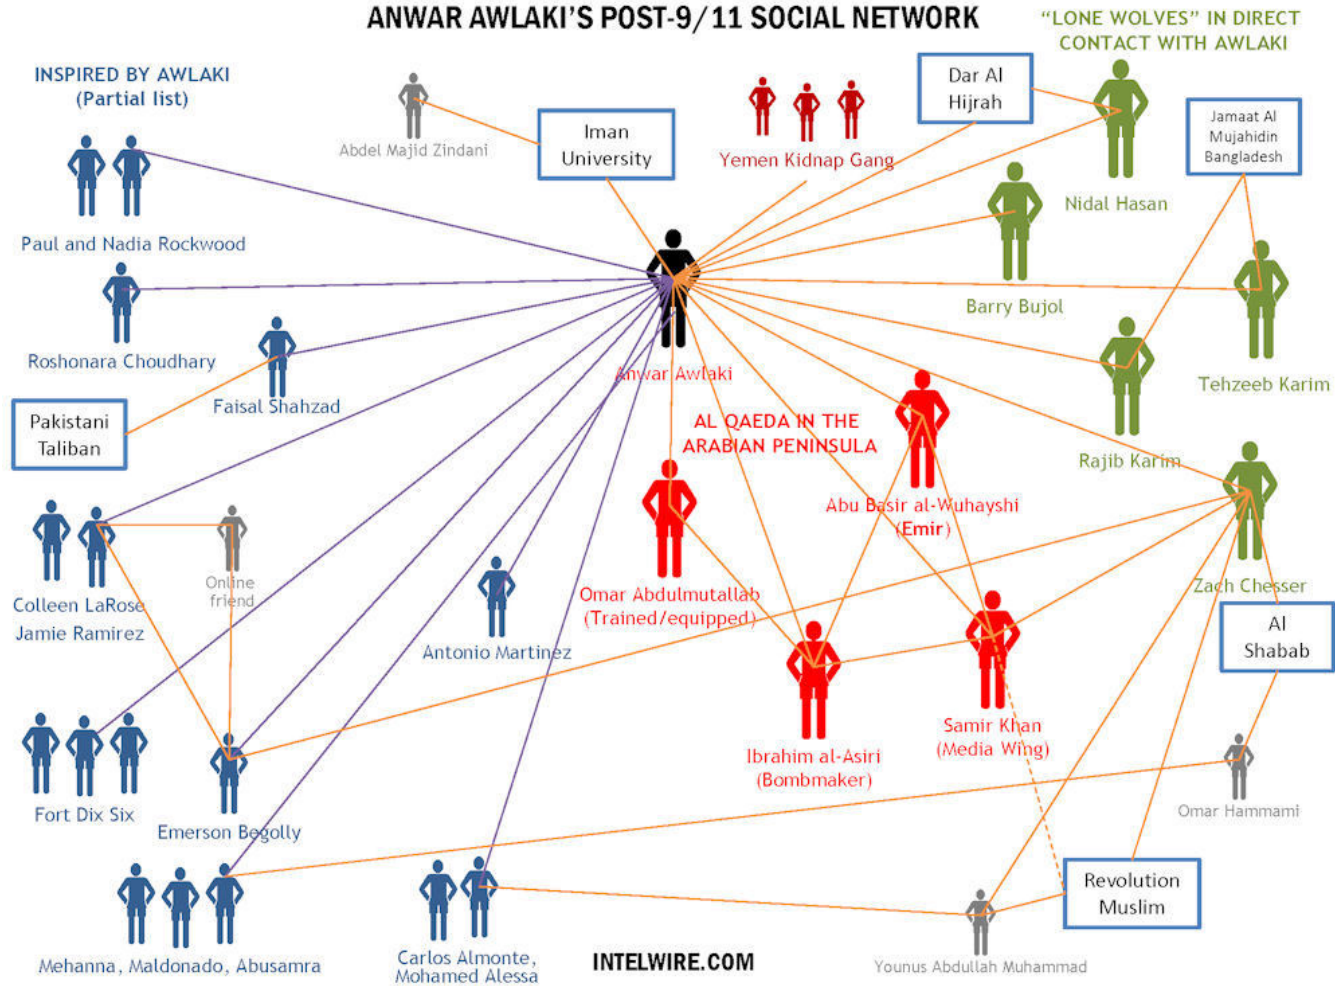 ANWAR AWLAKI'S POST-9/11 SOCIAL NETWORK
"LONE WOLVES" IN DIRECT
CONTACT WITH AWLAKI
INSPIRED BY AWLAKI
(Partial list)
Abdel Majid Zindani
Iman
University
Yemen Kidnap Gang
Dar Al
Hijrah
Nidal Hasan
Jamaat Al
Mujahidin
Bangladesh
Paul and Nadia Rockwood
Barry Bujol
Roshonara Choudhary
Anwar Awlaki
Tehzeeb Karim
Faisal Shahzad
Pakistani
Taliban
AL QAEDA IN THE
ARABIAN PENINSULA
Rajib Karim
Abu Basir al-Wuhayshi
(Emir)
Zach Chesser
Online
friend
Colleen LaRose
Jamie Ramirez
Omar Abdulmutallab
(Trained/equipped)
Antonio Martinez
Al
Shabab
Samir Khan
(Media Wing)
Ibrahim al-Asiri
(Bombmaker)
Fort Dix Six
Emerson Begolly
Omar Hammami
Revolution
Muslim
Mehanna, Maldonado, Abusamra
Carlos Almonte,
Mohamed Alessa
INTELWIRE.COM
Younus Abdullah Muhammad